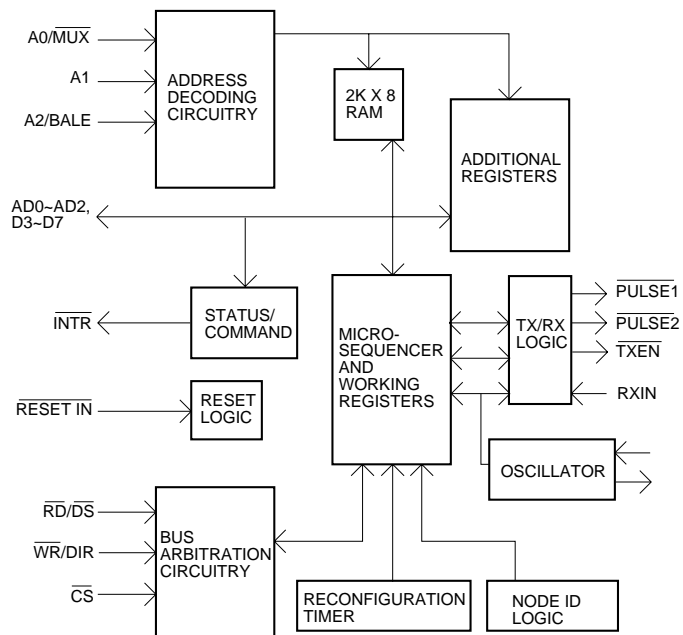 A0/MUX
A1
A2/BALE
ADDRESS
DECODING
CIRCUITRY
2K X 8
RAM
ADDITIONAL
REGISTERS
AD0~AD2,
D3~D7
INTR
STATUS/
COMMAND
MICRO-
SEQUENCER
AND
WORKING
REGISTERS
TX/RX
LOGIC
PULSE1
PULSE2
TXEN
RXIN
RESET IN
RESET
LOGIC
OSCILLATOR
RD/DS
WR/DIR
CS
BUS
ARBITRATION
CIRCUITRY
RECONFIGURATION
TIMER
NODE ID
LOGIC